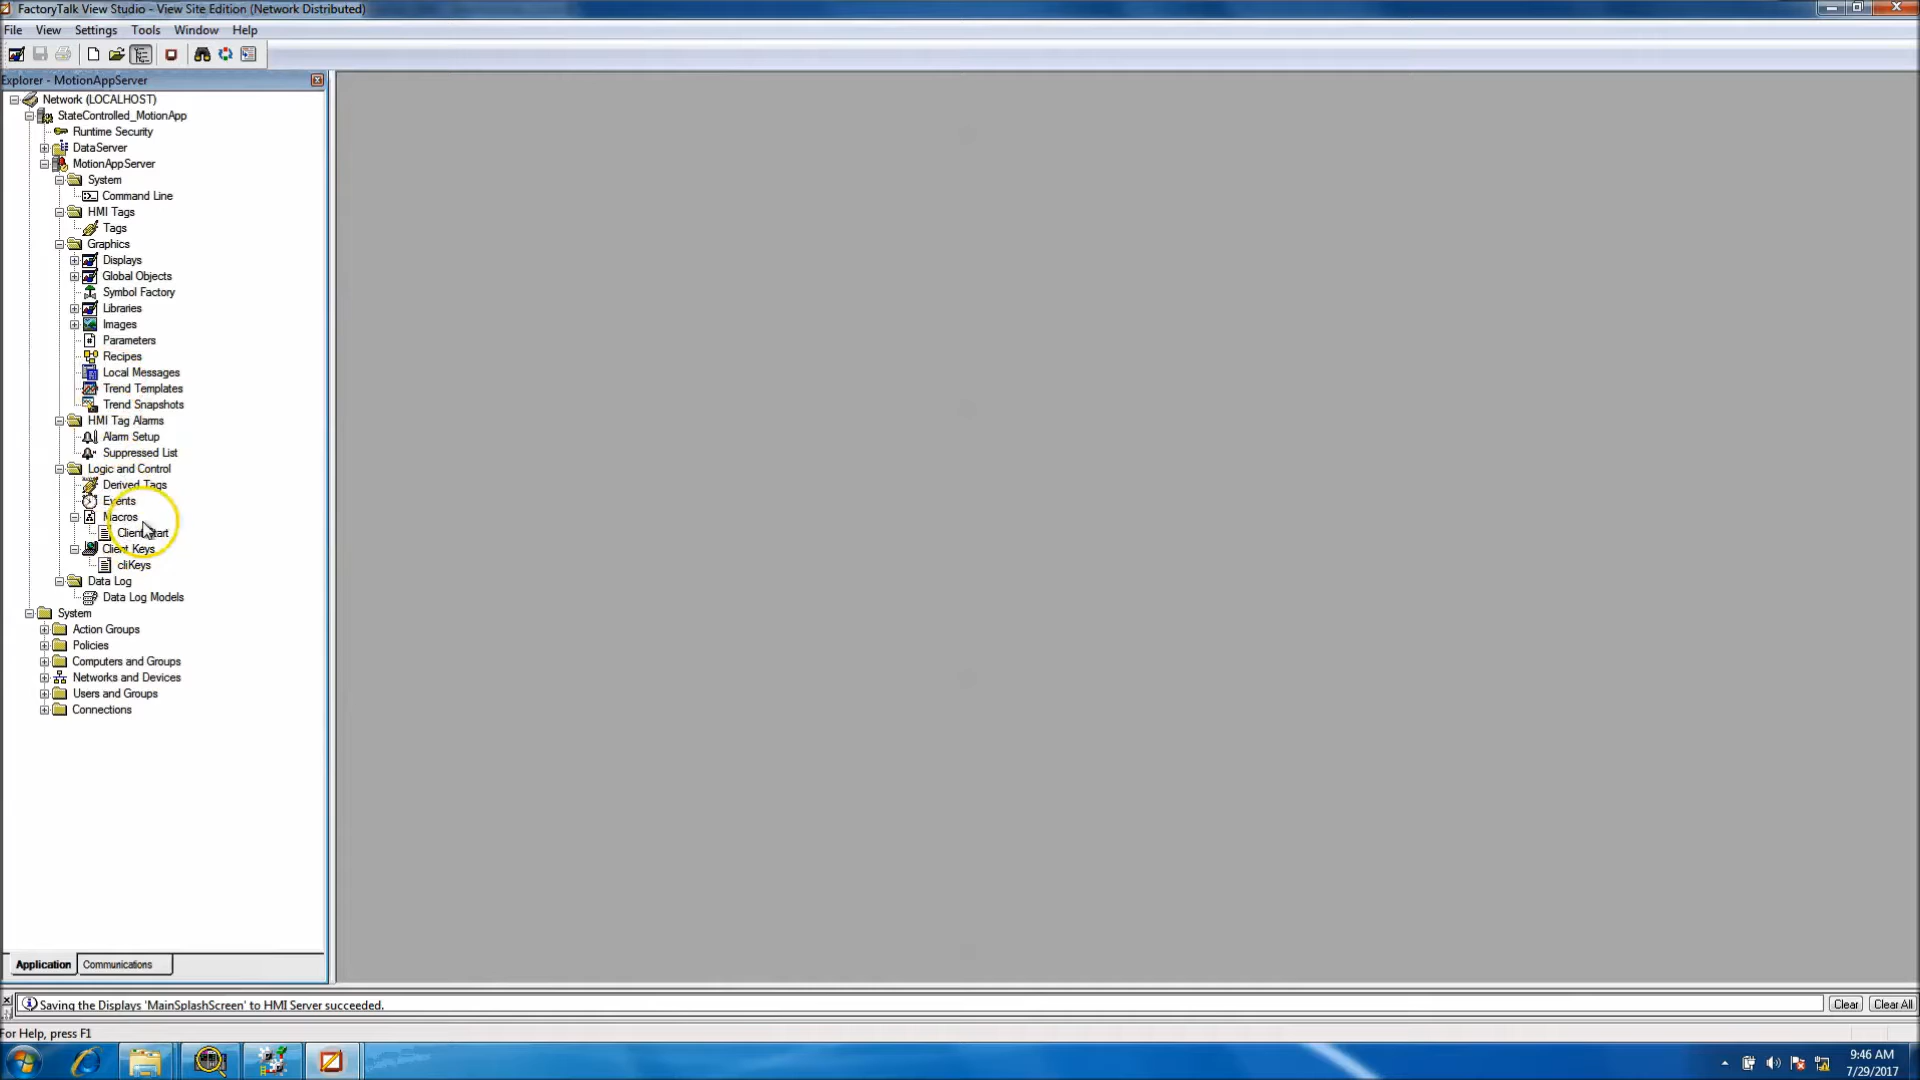 FactoryTalk View Studio - View Site Edition (Network Distributed)
File View Settings Tools Window Help
Explorer - MotionAppServer
Network (LOCALHOST)
StateControlled_MotionApp
Runtime Security
DataServer
MotionAppServer
System
Command Line
HMI Tags
Tags
Graphics
Displays
Global Objects
Symbol Factory
Libraries
Images
Parameters
Recipes
Local Messages
Trend Templates
Trend Snapshots
HMI Tag Alarms
Alarm Setup
Suppressed List
Logic and Control
Derived Tags
Events
Macros
Client Keys
cliKeys
Data Log
Data Log Models
System
Action Groups
Policies
Computers and Groups
Networks and Devices
Users and Groups
Connections
Application Communications
Saving the Displays 'MainSplashScreen' to HMI Server succeeded.
Clear Clear All
For Help, press F1
9:46 AM
7/29/2017